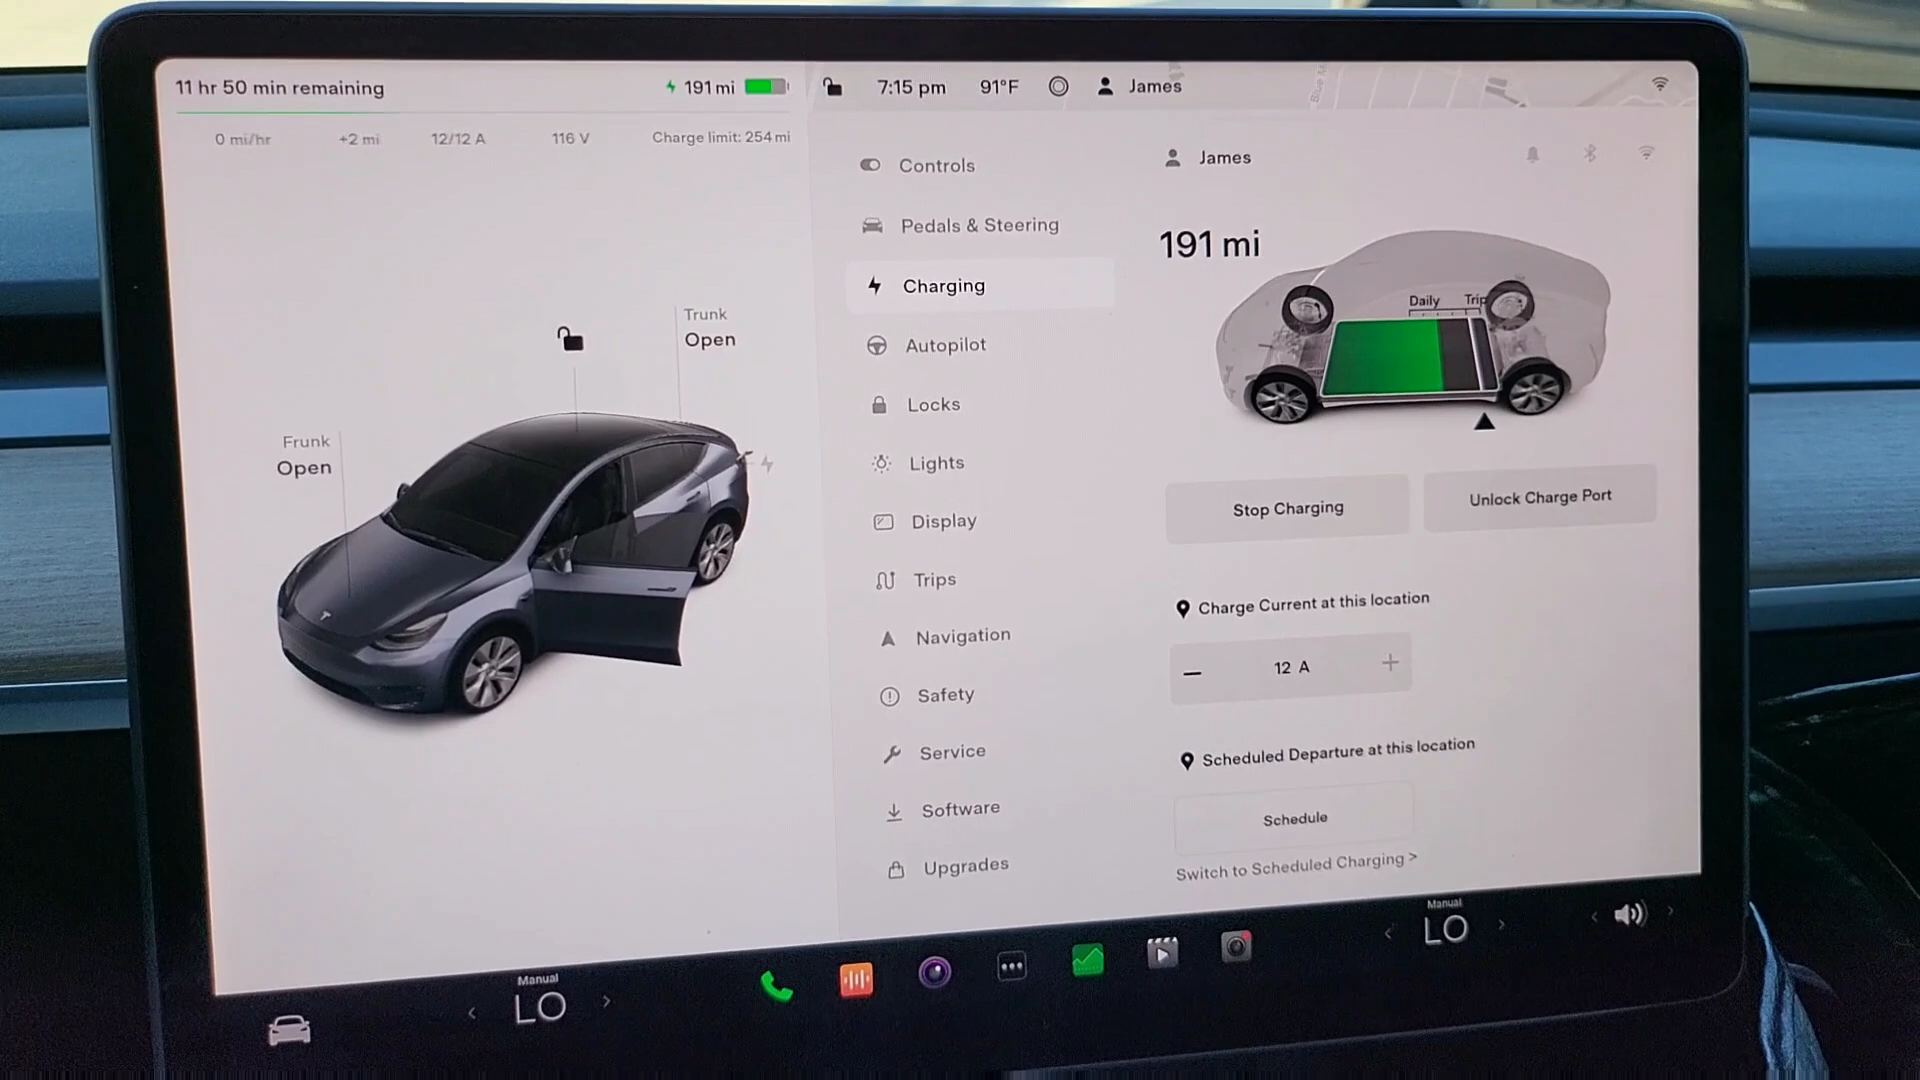 11 hr 50 min remaining
191 mi
0 mi/hr
+2 mi
12/12 A
116 V
Charge limit: 254 mi
7:15 pm
91°F
James
Trunk
Open
Frunk
Open
Controls
Pedals & Steering
Charging
Autopilot
Locks
Lights
Display
Trips
Navigation
Safety
Service
Software
Upgrades
James
191 mi
Daily
Trip
Stop Charging
Unlock Charge Port
Charge Current at this location
12 A
Scheduled Departure at this location
Schedule
Switch to Scheduled Charging >
Manual
LO
Manual
LO